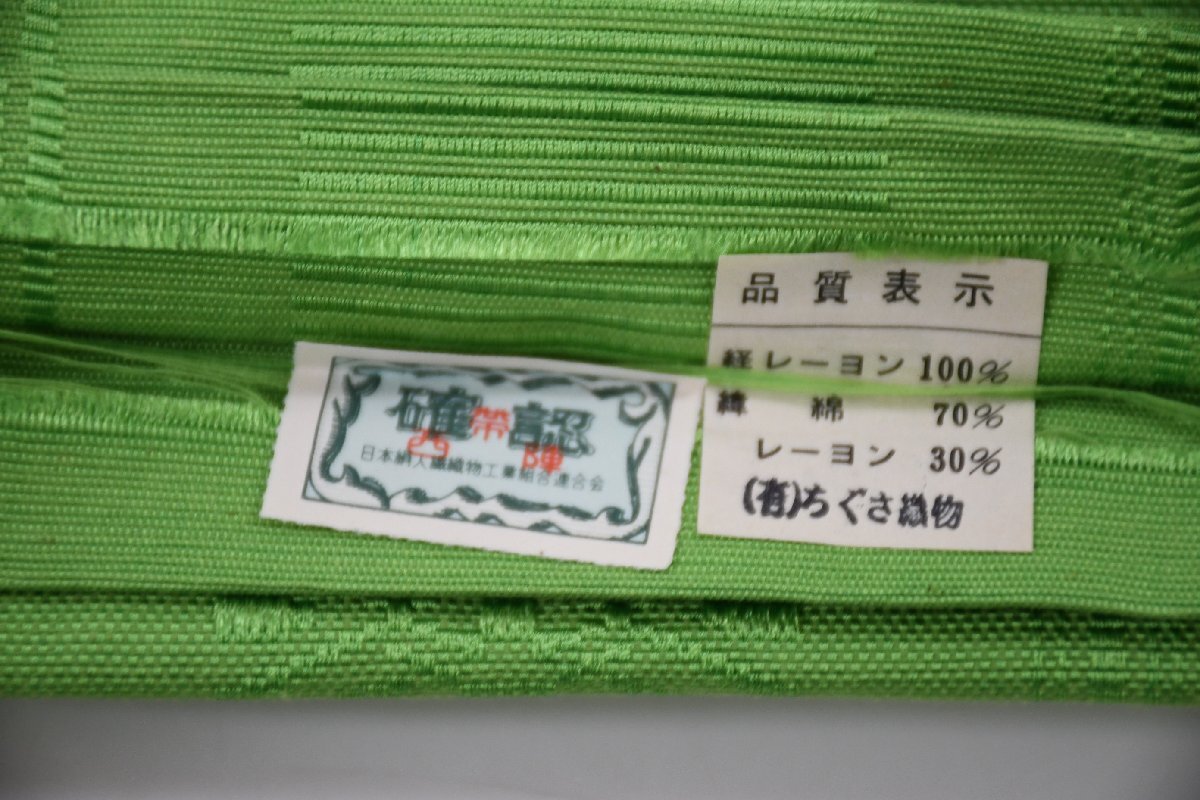 品質表示
経レーヨン 100%
緯 綿 70%
レーヨン 30%
(有)ちぐさ織物
確認
西陣帯
日本絹人繊織物工業組合連合会